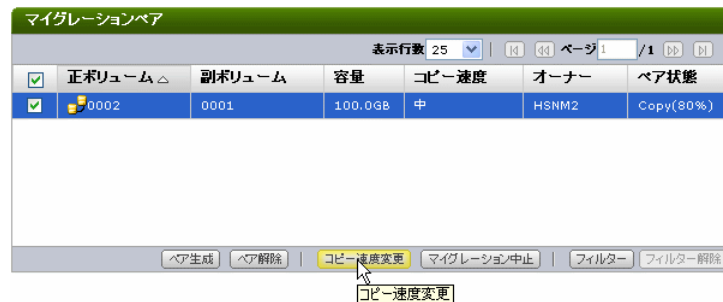 マイグレーションペア
表示行数 25 ページ 1 /1
正ボリューム 副ボリューム 容量 コピー速度 オーナー ペア状態
0002 0001 100.0GB 中 HSNM2 Copy(80%)
ペア生成 ペア解除 コピー速度変更 マイグレーション中止 フィルター フィルター解除
コピー速度変更